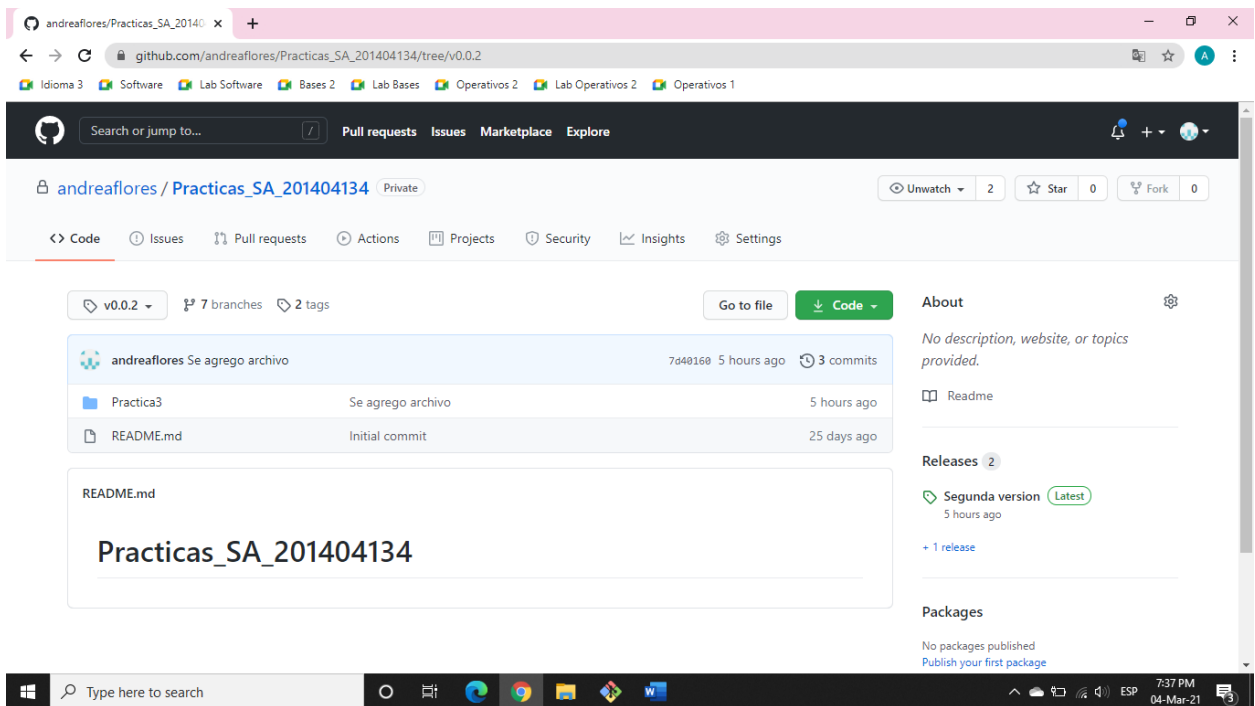 andreaflores/Practicas_SA_20140
github.com/andreaflores/Practicas_SA_201404134/tree/v0.0.2
A
Idioma 3 Software Lab Software Bases 2 Lab Bases Operativos 2 Lab Operativos 2 Operativos 1
Search or jump to... / Pull requests Issues Marketplace Explore
andreaflores / Practicas_SA_201404134 Private
Unwatch 2 Star 0 Fork 0
Code Issues Pull requests Actions Projects Security Insights Settings
v0.0.2 7 branches 2 tags Go to file Code
andreaflores Se agrego archivo 7d40160 5 hours ago 3 commits
Practica3 Se agrego archivo 5 hours ago
README.md Initial commit 25 days ago
README.md
Practicas_SA_201404134
About
No description, website, or topics
provided.
Readme
Releases 2
Segunda version Latest
5 hours ago
+ 1 release
Packages
No packages published
Publish your first package
Type here to search
ESP
7:37 PM
04-Mar-21
3